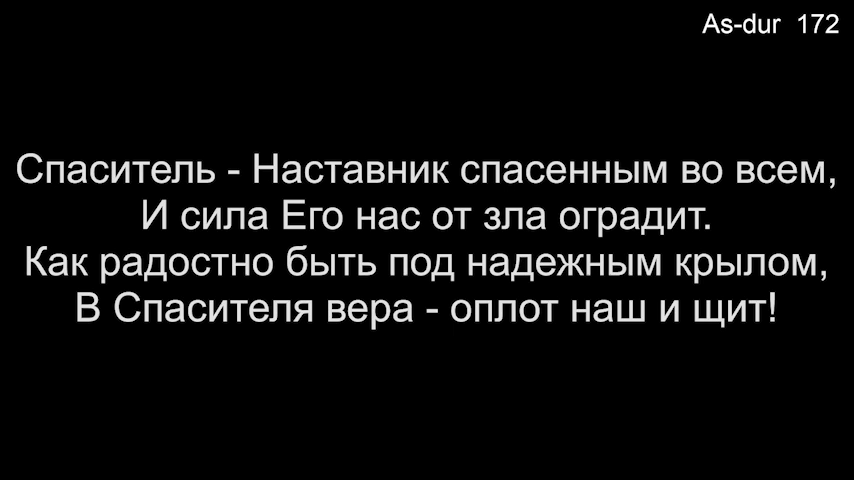 As-dur 172
Спаситель - Наставник спасенным во всем,
И сила Его нас от зла оградит.
Как радостно быть под надежным крылом,
В Спасителя вера - оплот наш и щит!